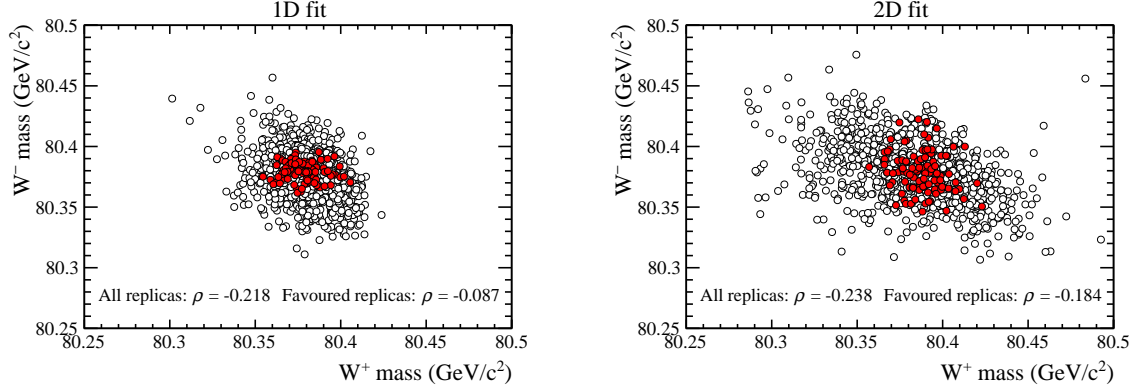 1D fit
W⁻ mass (GeV/c²)
80.5
80.45
80.4
80.35
80.3
80.25
All replicas: ρ = -0.218 Favoured replicas: ρ = -0.087
80.25 80.3 80.35 80.4 80.45 80.5
W⁺ mass (GeV/c²)
2D fit
W⁻ mass (GeV/c²)
80.5
80.45
80.4
80.35
80.3
80.25
All replicas: ρ = -0.238 Favoured replicas: ρ = -0.184
80.25 80.3 80.35 80.4 80.45 80.5
W⁺ mass (GeV/c²)